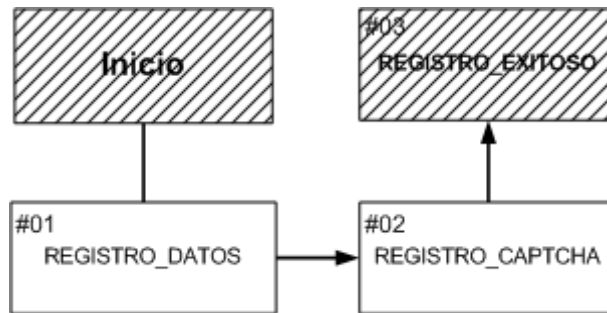 Inicio
#03
REGISTRO_EXITOSO
#01
REGISTRO_DATOS
#02
REGISTRO_CAPTCHA